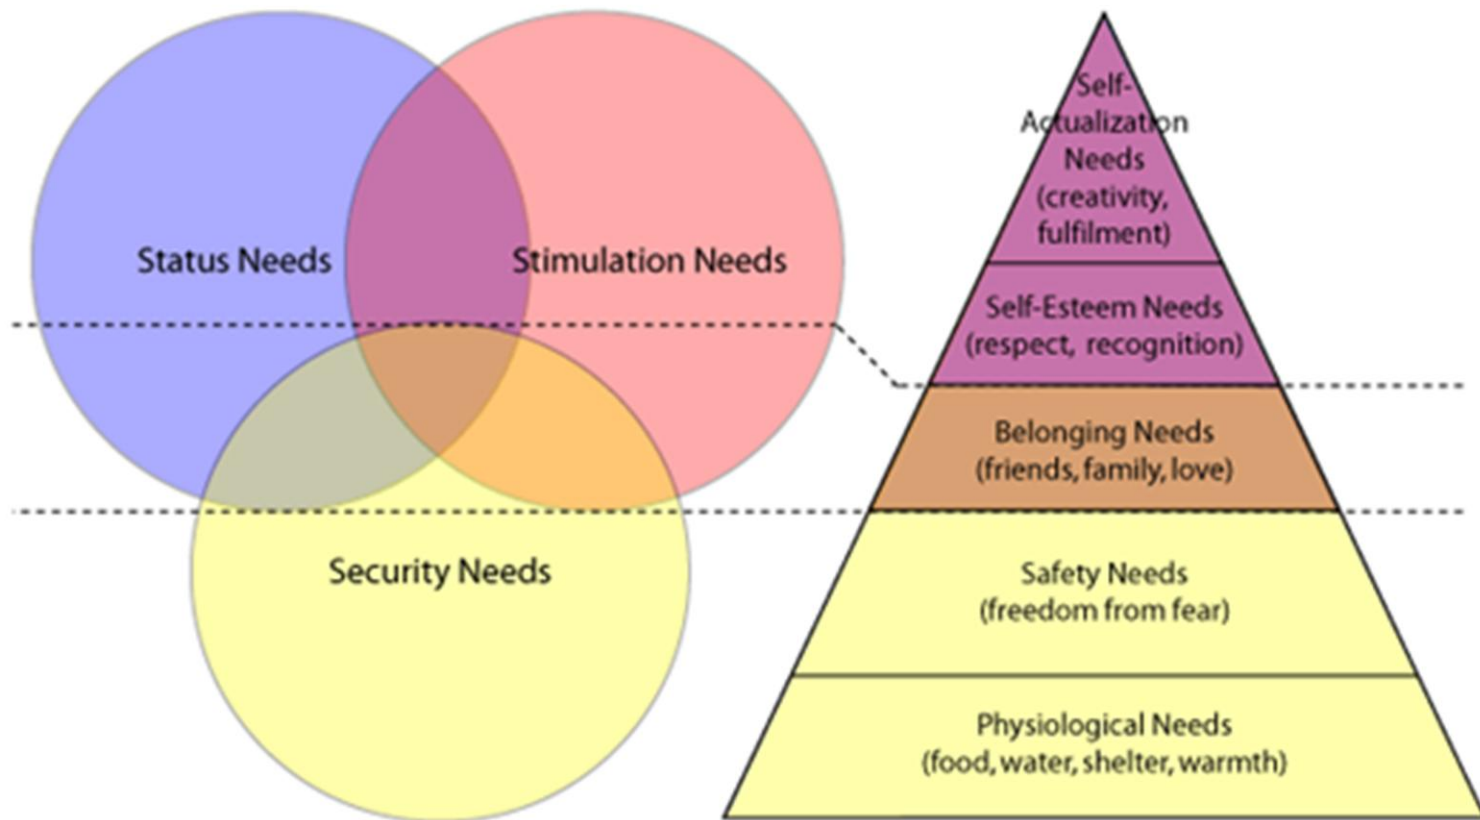 Status Needs
Stimulation Needs
Security Needs
Self-
Actualization
Needs
(creativity,
fulfilment)
Self-Esteem Needs
(respect, recognition)
Belonging Needs
(friends, family, love)
Safety Needs
(freedom from fear)
Physiological Needs
(food, water, shelter, warmth)